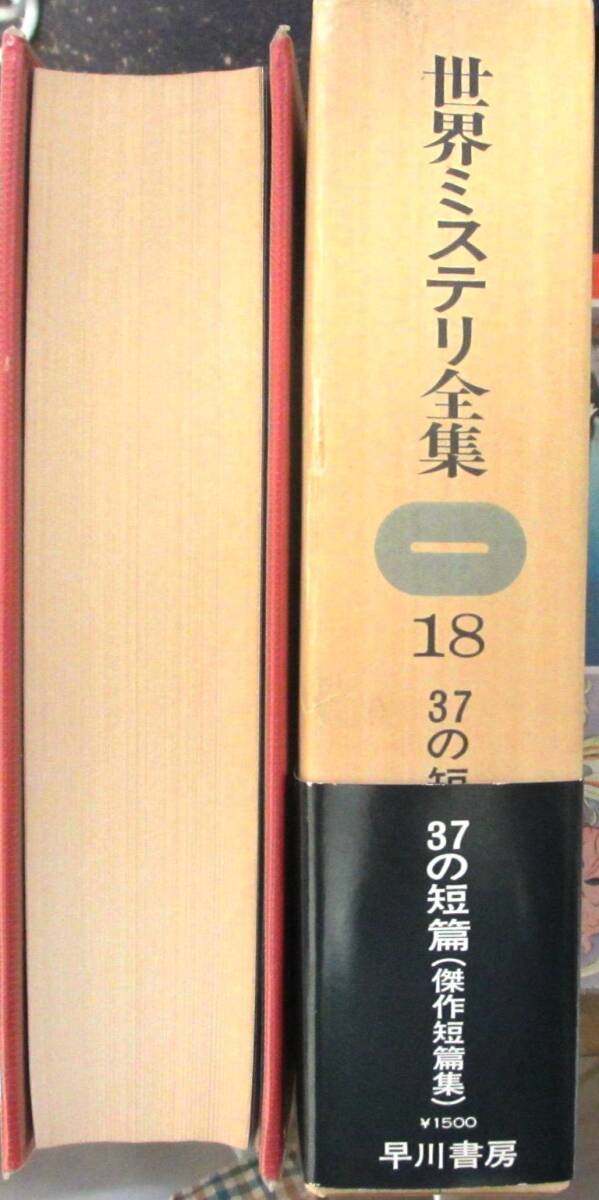 世界ミステリ全集
18
37の短
37の短篇(傑作短篇集)
¥1500
早川書房